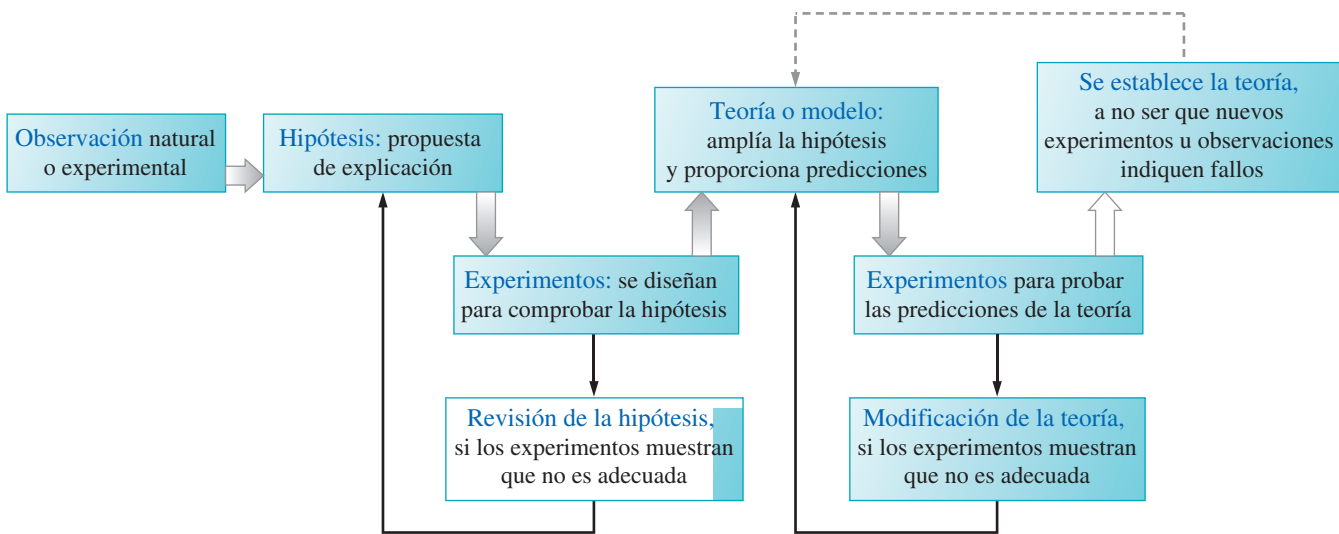 Observación natural
o experimental
Hipótesis: propuesta
de explicación
Experimentos: se diseñan
para comprobar la hipótesis
Revisión de la hipótesis,
si los experimentos muestran
que no es adecuada
Teoría o modelo:
amplía la hipótesis
y proporciona predicciones
Experimentos para probar
las predicciones de la teoría
Modificación de la teoría,
si los experimentos muestran
que no es adecuada
Se establece la teoría,
a no ser que nuevos
experimentos u observaciones
indiquen fallos